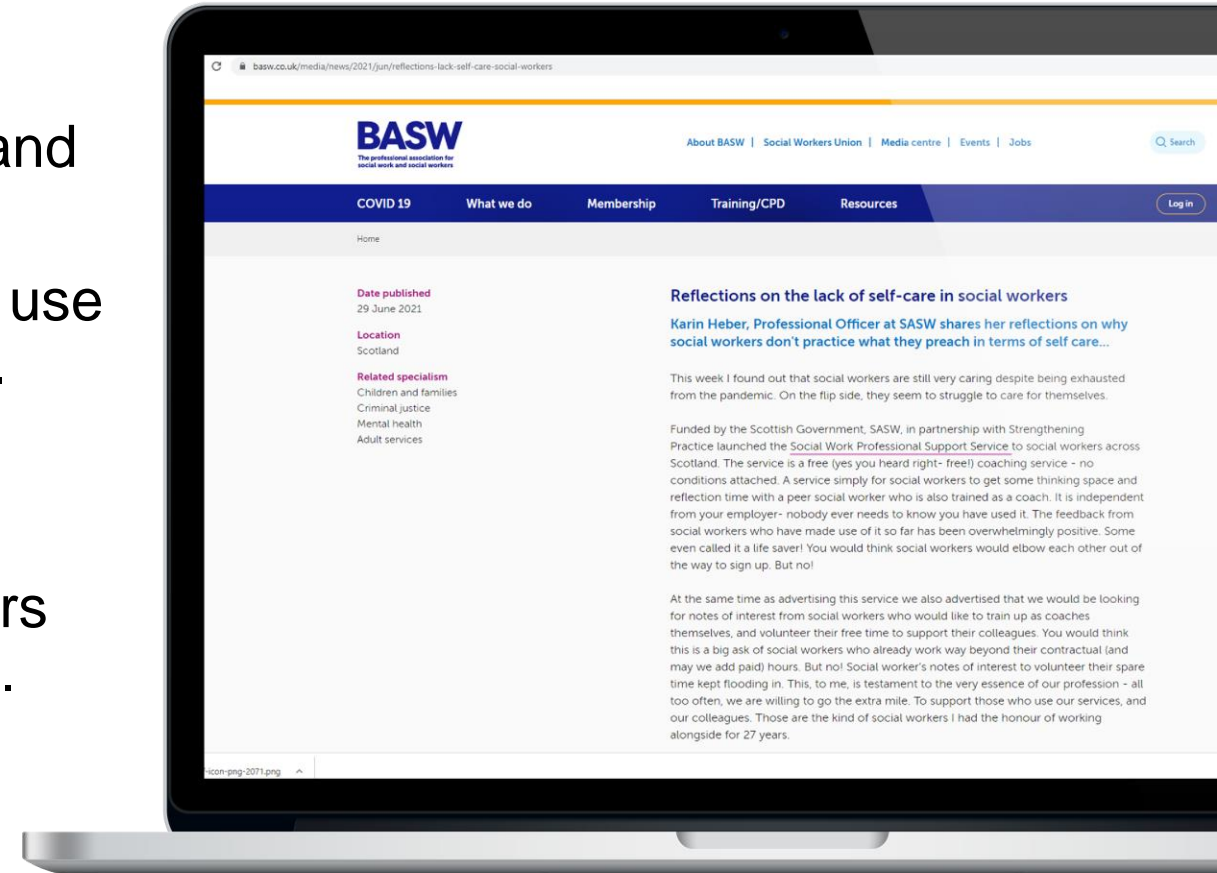 and
use
.
rs
.
basw.co.uk/media/news/2021/jun/reflections-lack-self-care-social-workers
BASW
The professional association for
social work and social workers
About BASW | Social Workers Union | Media centre | Events | Jobs
Search
COVID 19 What we do Membership Training/CPD Resources
Log in
Home
Date published
29 June 2021
Location
Scotland
Related specialism
Children and families
Criminal justice
Mental health
Adult services
Reflections on the lack of self-care in social workers
Karin Heber, Professional Officer at SASW shares her reflections on why
social workers don't practice what they preach in terms of self care...
This week I found out that social workers are still very caring despite being exhausted
from the pandemic. On the flip side, they seem to struggle to care for themselves.
Funded by the Scottish Government, SASW, in partnership with Strengthening
Practice launched the Social Work Professional Support Service to social workers across
Scotland. The service is a free (yes you heard right- free!) coaching service - no
conditions attached. A service simply for social workers to get some thinking space and
reflection time with a peer social worker who is also trained as a coach. It is independent
from your employer- nobody ever needs to know you have used it. The feedback from
social workers who have made use of it so far has been overwhelmingly positive. Some
even called it a life saver! You would think social workers would elbow each other out of
the way to sign up. But no!
At the same time as advertising this service we also advertised that we would be looking
for notes of interest from social workers who would like to train up as coaches
themselves, and volunteer their free time to support their colleagues. You would think
this is a big ask of social workers who already work way beyond their contractual (and
may we add paid) hours. But no! Social worker's notes of interest to volunteer their spare
time kept flooding in. This, to me, is testament to the very essence of our profession - all
too often, we are willing to go the extra mile. To support those who use our services, and
our colleagues. Those are the kind of social workers I had the honour of working
alongside for 27 years.
-icon-png-2071.png